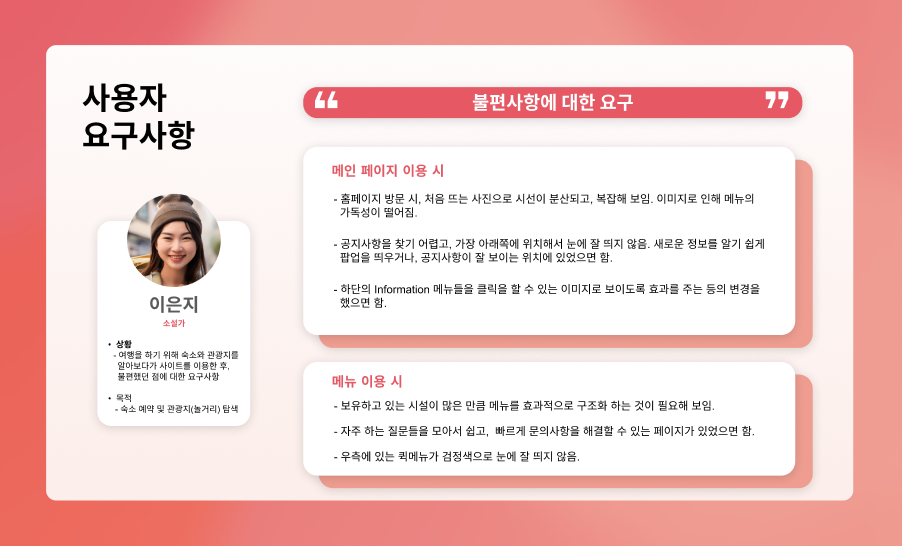 사용자
요구사항
불편사항에 대한 요구
이은지
소설가
• 상황
- 여행을 하기 위해 숙소와 관광지를
알아보다가 사이트를 이용한 후,
불편했던 점에 대한 요구사항
• 목적
- 숙소 예약 및 관광지(놀거리) 탐색
메인 페이지 이용 시
- 홈페이지 방문 시, 처음 뜨는 사진으로 시선이 분산되고, 복잡해 보임. 이미지로 인해 메뉴의
가독성이 떨어짐.
- 공지사항을 찾기 어렵고, 가장 아래쪽에 위치해서 눈에 잘 띄지 않음. 새로운 정보를 알기 쉽게
팝업을 띄우거나, 공지사항이 잘 보이는 위치에 있었으면 함.
- 하단의 Information 메뉴들을 클릭을 할 수 있는 이미지로 보이도록 효과를 주는 등의 변경을
했으면 함.
메뉴 이용 시
- 보유하고 있는 시설이 많은 만큼 메뉴를 효과적으로 구조화 하는 것이 필요해 보임.
- 자주 하는 질문들을 모아서 쉽고, 빠르게 문의사항을 해결할 수 있는 페이지가 있었으면 함.
- 우측에 있는 퀵메뉴가 검정색으로 눈에 잘 띄지 않음.